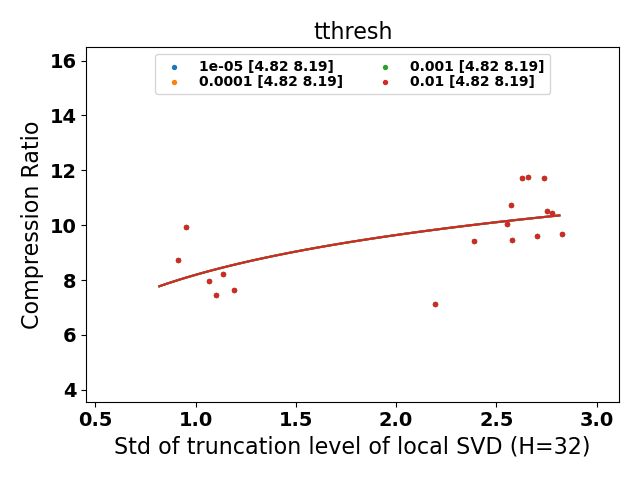 tthresh
1e-05 [4.82 8.19]
0.0001 [4.82 8.19]
0.001 [4.82 8.19]
0.01 [4.82 8.19]
Compression Ratio
16
14
12
10
8
6
4
0.5 1.0 1.5 2.0 2.5 3.0
Std of truncation level of local SVD (H=32)